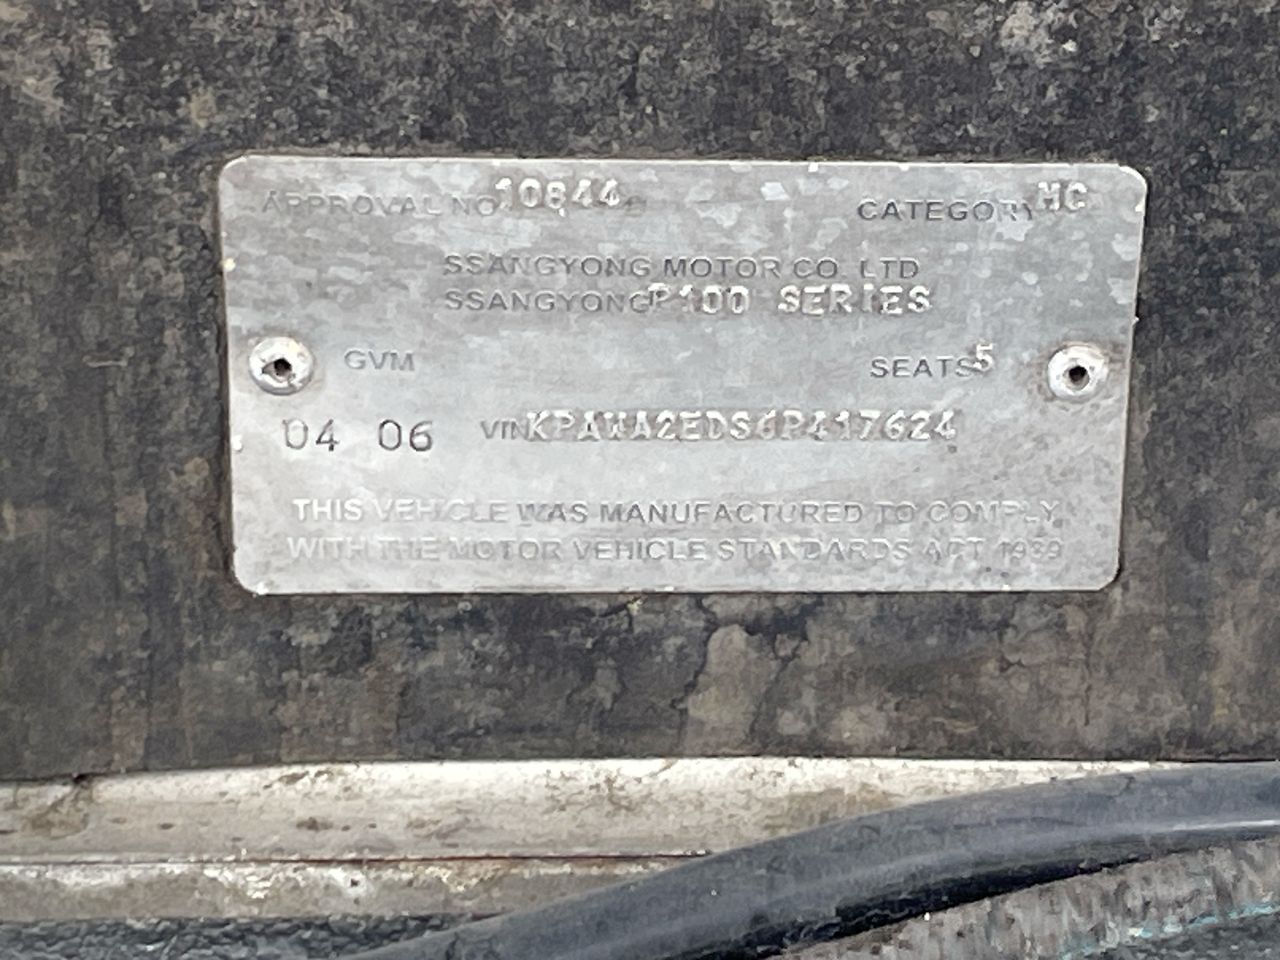 APPROVAL NO 10844 CATEGORY MC
SSANGYONG MOTOR CO LTD
SSANGYONG P100 SERIES
GVM SEATS 5
04 06 VIN KPAWA2EDS6P417624
THIS VEHICLE WAS MANUFACTURED TO COMPLY
WITH THE MOTOR VEHICLE STANDARDS ACT 1989